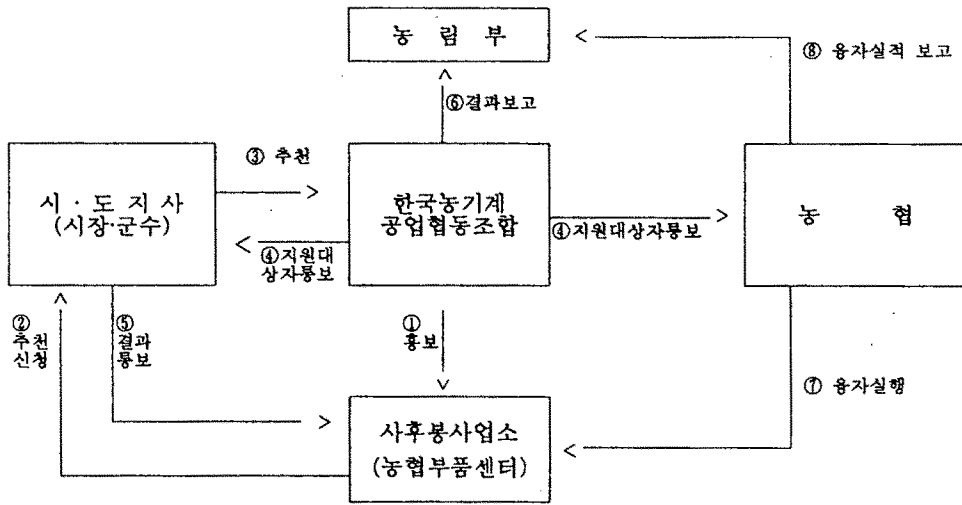 농 림 부
⑧ 융자실적 보고
⑥결과보고
③ 추천
시 · 도 지 사
(시장·군수)
한국농기계
공업협동조합
농 협
④지원대
상자통보
④지원대상자통보
②
추천
신청
⑤
결과
통보
①
홍보
⑦ 융자실행
사후봉사업소
(농협부품센터)